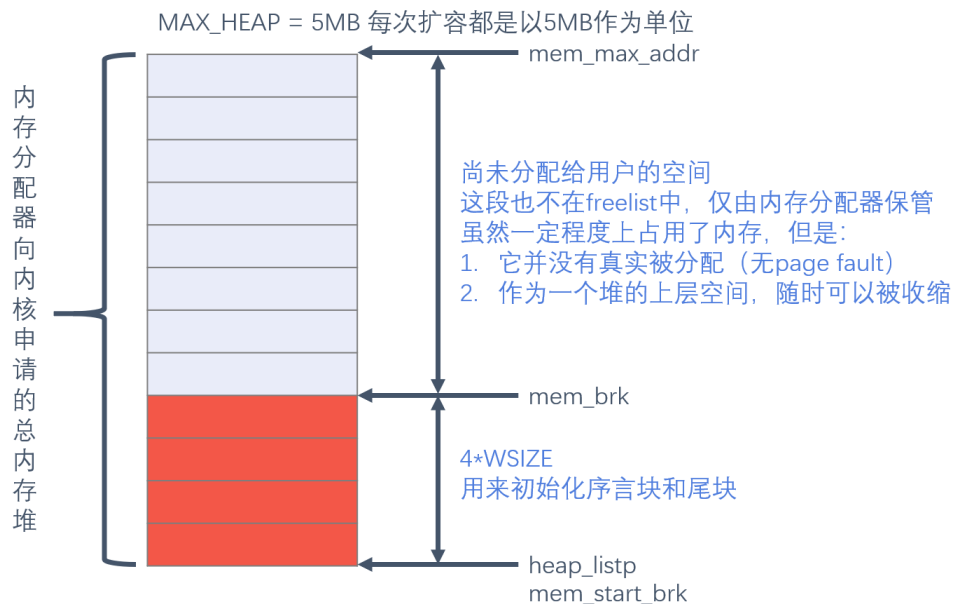 MAX_HEAP = 5MB 每次扩容都是以5MB作为单位
mem_max_addr
内存分配器向内核申请的总内存堆
尚未分配给用户的空间
这段也不在freelist中，仅由内存分配器保管
虽然一定程度上占用了内存，但是：
1. 它并没有真实被分配（无page fault）
2. 作为一个堆的上层空间，随时可以被收缩
mem_brk
4*WSIZE
用来初始化序言块和尾块
heap_listp
mem_start_brk